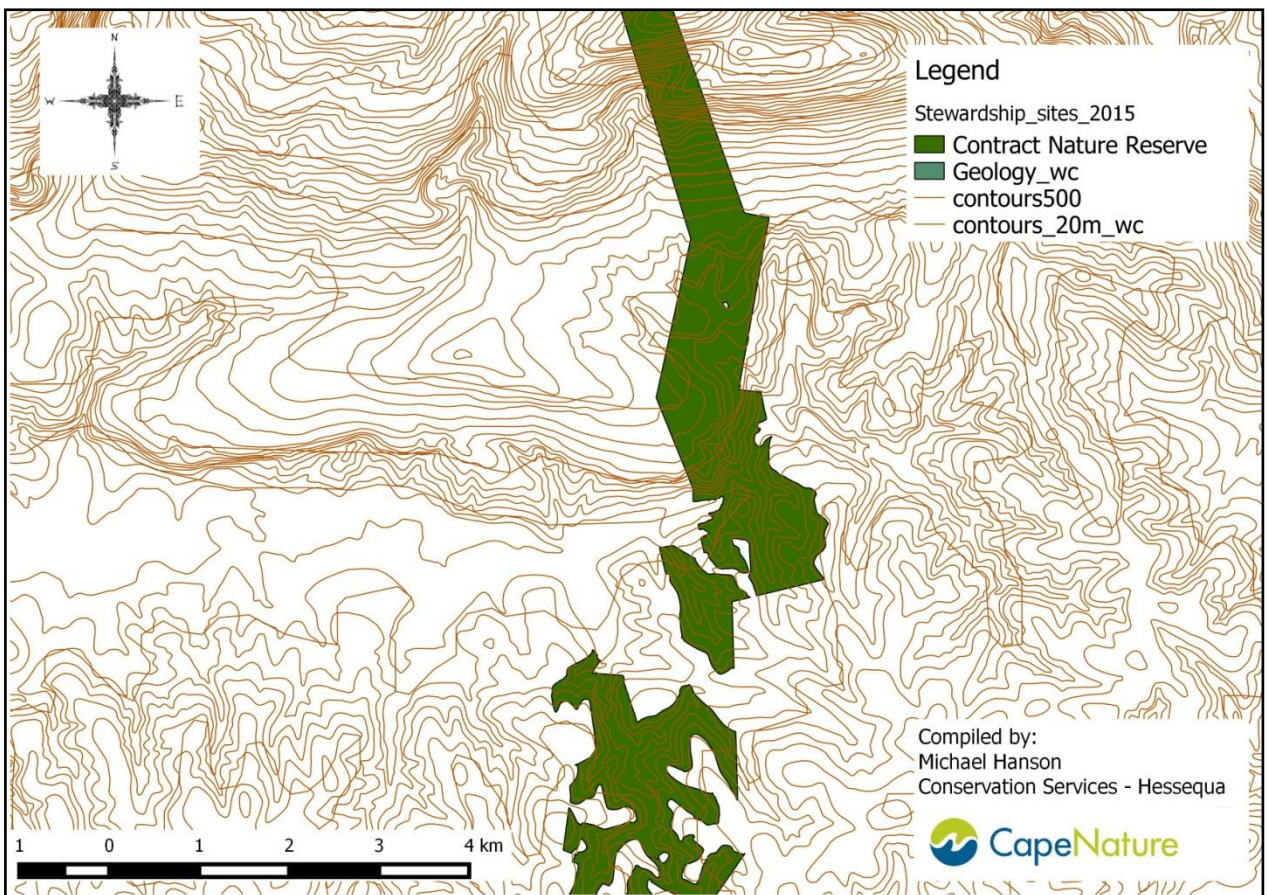 N
W E
S
Legend
Stewardship_sites_2015
Contract Nature Reserve
Geology_wc
contours500
contours_20m_wc
Compiled by:
Michael Hanson
Conservation Services - Hessequa
CapeNature
1 0 1 2 3 4 km